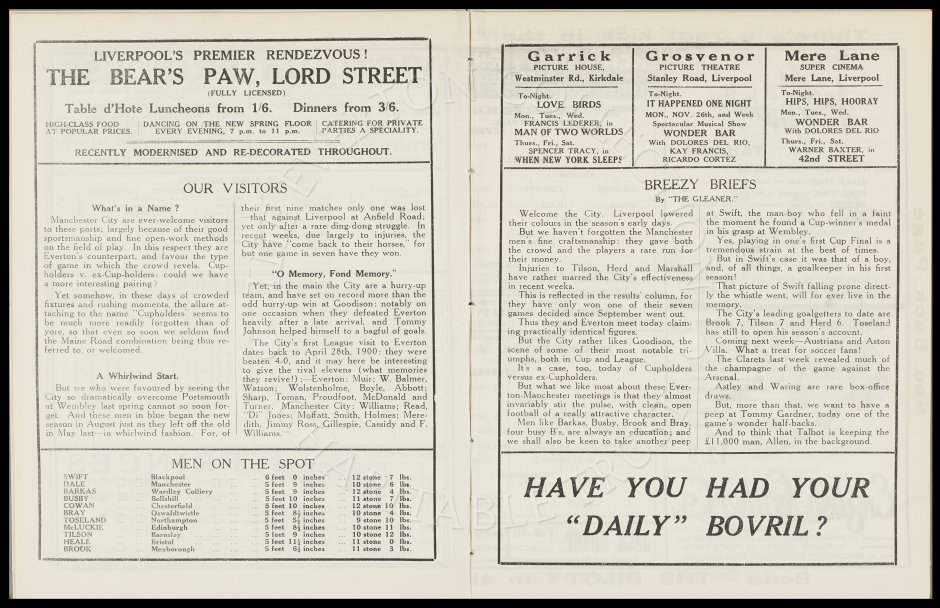 LIVERPOOL'S PREMIER RENDEZVOUS!
THE BEAR'S PAW, LORD STREET
(FULLY LICENSED)
Table d'Hote Luncheons from 1/6. Dinners from 3/6.
HIGH-CLASS FOOD
AT POPULAR PRICES.
DANCING ON THE NEW SPRING FLOOR
EVERY EVENING, 7 p.m. to 11 p.m.
CATERING FOR PRIVATE
PARTIES A SPECIALITY.
RECENTLY MODERNISED AND RE-DECORATED THROUGHOUT.
OUR VISITORS
What's in a Name ?
Manchester City are ever-welcome visitors
to these parts; largely because of their good
sportsmanship and fine open-work methods
on the field of play. In this respect they are
Everton's counterpart, and favour the type
of game in which the crowd revels. Cup-
holders v. ex-Cup-holders: could we have
a more interesting pairing?
Yet somehow, in these days of crowded
fixtures and rushing moments, the allure at-
taching to the name "Cupholders" seems to
be much more readily forgotten than of
yore, so that even so soon we seldom find
the Maine Road combination being thus re-
ferred to, or welcomed.
A Whirlwind Start.
But we who were favoured by seeing the
City so dramatically overcome Portsmouth
at Wembley last spring cannot so soon for-
get. And these men in blue began the new
season in August just as they left off the old
in May last—in whirlwind fashion. For, of
their first nine matches only one was lost
—that against Liverpool at Anfield Road;
yet only after a rare ding-dong struggle. In
recent weeks, due largely to injuries, the
City have "come back to their horses," for
but one game in seven have they won.
"O Memory, Fond Memory."
Yet, in the main the City are a hurry-up
team, and have set on record more than the
odd hurry-up win at Goodison: notably on
one occasion when they defeated Everton
heavily after a late arrival, and Tommy
Johnson helped himself to a bagful of goals.
The City's first League visit to Everton
dates back to April 28th, 1900: they were
beaten 4-0, and it may here be interesting
to give the rival elevens (what memories
they revive!) :—Everton: Muir; W. Balmer,
Watson; Wolstenholme, Boyle, Abbott;
Sharp, Toman, Proudfoot, McDonald and
Turner. Manchester City: Williams; Read,
"Di" Jones; Moffatt, Smith, Holmes; Mere-
dith, Jimmy Ross, Gillespie, Cassidy and F.
Williams.
MEN ON THE SPOT
SWIFT Blackpool 6 feet 0 inches 12 stone 7 lbs.
DALE Manchester 5 feet 9 inches 10 stone 6 lbs.
BARKAS Wardley Colliery 5 feet 9 inches 12 stone 4 lbs.
BUSBY Bellshill 5 feet 10 inches 11 stone 7 lbs.
COWAN Chesterfield 5 feet 10 inches 12 stone 10 lbs.
BRAY Oswaldtwistle 5 feet 8½ inches 10 stone 4 lbs.
TOSELAND Northampton 5 feet 5½ inches 9 stone 10 lbs.
McLUCKIE Edinburgh 5 feet 8½ inches 10 stone 11 lbs.
TILSON Barnsley 5 feet 9 inches 10 stone 12 lbs.
HEALE Bristol 5 feet 11½ inches 11 stone 0 lbs.
BROOK Mexborough 5 feet 6½ inches 11 stone 3 lbs.
Garrick
PICTURE HOUSE,
Westminster Rd., Kirkdale
To-Night.
LOVE BIRDS
Mon., Tues., Wed.
FRANCIS LEDERER, in
MAN OF TWO WORLDS
Thurs., Fri., Sat.
SPENCER TRACY, in
WHEN NEW YORK SLEEPS
Grosvenor
PICTURE THEATRE
Stanley Road, Liverpool
To-Night.
IT HAPPENED ONE NIGHT
MON., NOV. 26th, and Week
Spectacular Musical Show
WONDER BAR
With DOLORES DEL RIO,
KAY FRANCIS,
RICARDO CORTEZ
Mere Lane
SUPER CINEMA
Mere Lane, Liverpool
To-Night.
HIPS, HIPS, HOORAY
Mon., Tues., Wed.
WONDER BAR
With DOLORES DEL RIO
Thurs., Fri., Sat.
WARNER BAXTER, in
42nd STREET
BREEZY BRIEFS
By "THE GLEANER."
Welcome the City. Liverpool lowered
their colours in the season's early days.
But we haven't forgotten the Manchester
men's fine craftsmanship: they gave both
the crowd and the players a rare run for
their money.
Injuries to Tilson, Herd and Marshall
have rather marred the City's effectiveness
in recent weeks.
This is reflected in the results' column, for
they have only won one of their seven
games decided since September went out.
Thus they and Everton meet today claim-
ing practically identical figures.
But the City rather likes Goodison, the
scene of some of their most notable tri-
umphs, both in Cup and League.
It's a case, too, today of Cupholders
versus ex-Cupholders.
But what we like most about these Ever-
ton-Manchester meetings is that they almost
invariably stir the pulse, with clean, open
football of a really attractive character.
Men like Barkas, Busby, Brook and Bray,
four busy B's, are always an education; and
we shall also be keen to take another peep
at Swift, the man-boy who fell in a faint
the moment he found a Cup-winner's medal
in his grasp at Wembley.
Yes, playing in one's first Cup Final is a
tremendous strain at the best of times.
But in Swift's case it was that of a boy,
and, of all things, a goalkeeper in his first
season!
That picture of Swift falling prone direct-
ly the whistle went, will for ever live in the
memory.
The City's leading goalgetters to date are
Brook 7, Tilson 7 and Herd 6. Toseland
has still to open his season's account.
Coming next week—Austrians and Aston
Villa. What a treat for soccer fans!
The Clarets last week revealed much of
the champagne of the game against the
Arsenal.
Astley and Waring are rare box-office
draws.
But, more than that, we want to have a
peep at Tommy Gardner, today one of the
game's wonder half-backs.
And to think that Talbot is keeping the
£11,000 man, Allen, in the background.
HAVE YOU HAD YOUR
"DAILY" BOVRIL?